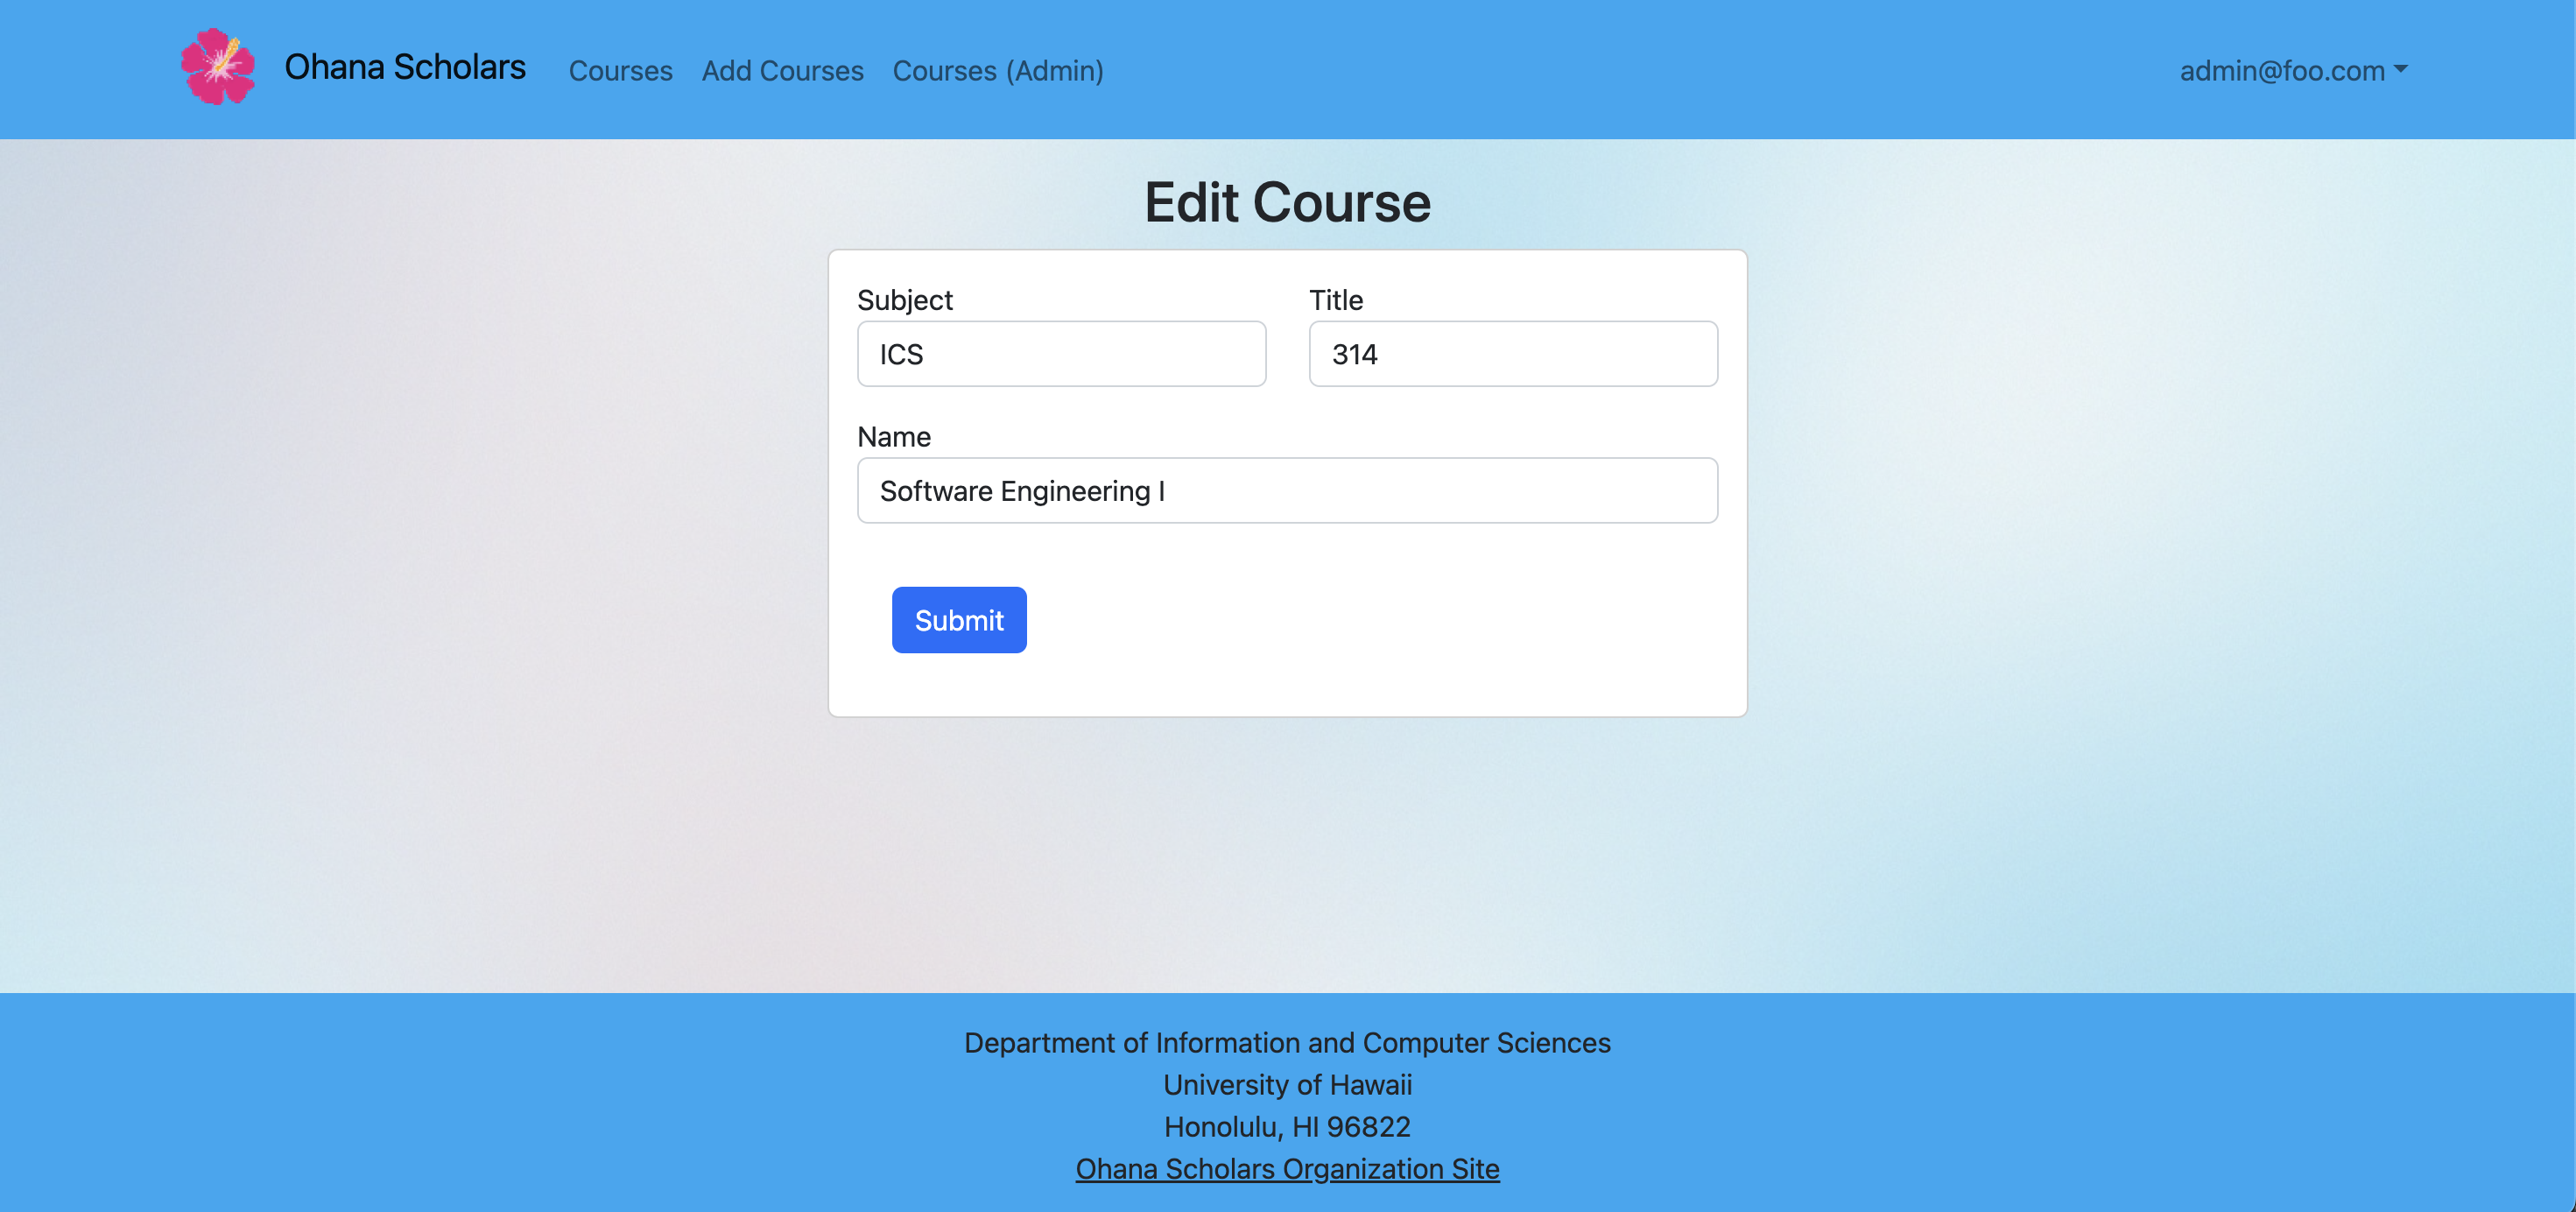 Ohana Scholars Courses Add Courses Courses (Admin) admin@foo.com
Edit Course
Subject Title
ICS 314
Name
Software Engineering I
Submit
Department of Information and Computer Sciences
University of Hawaii
Honolulu, HI 96822
Ohana Scholars Organization Site